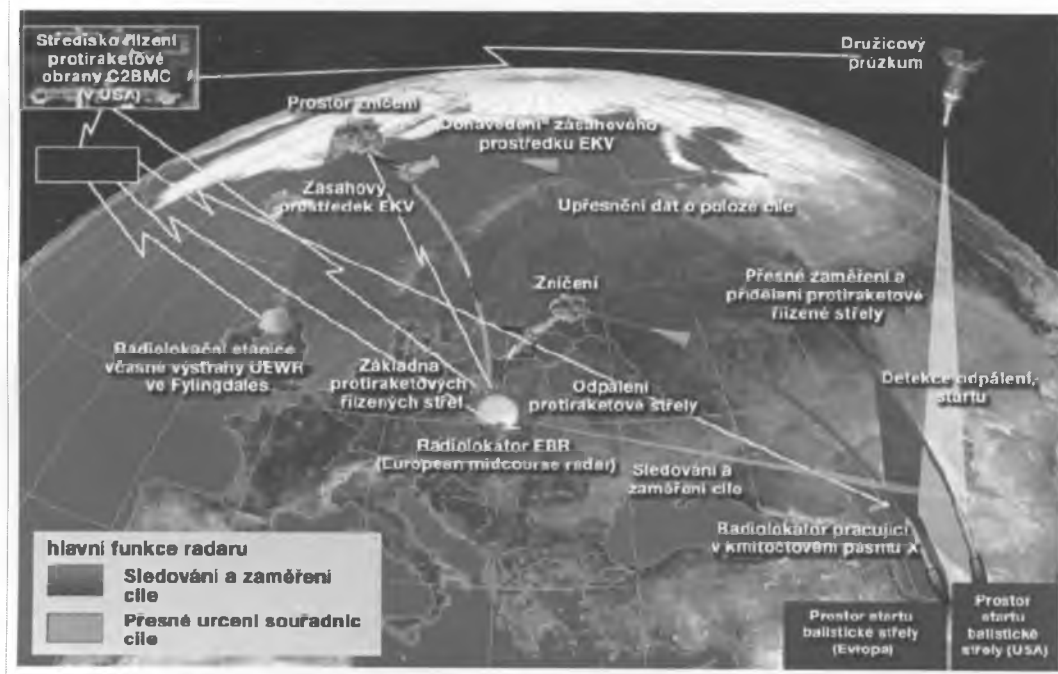 Středisko řízení
protiraketové
obrany C2BMC
(v USA)
Družicový
průzkum
Prostor zničení
"Donavedení" zásahového
prostředku EKV
Zásahový
prostředek EKV
Upřesnění dat o poloze cíle
Zničení
Přesné zaměření a
přidělaní protiraketové
řízené střely
Radiolokační stanice
včasné výstrahy UEWR
ve Fylingdales
Základna
protiraketových
řízených střel
Odpálení
protiraketové střely
Detekce odpálení,
startu
Radiolokátor EBR
(European midcourse radar)
Sledování a
zaměření cíle
Radiolokátor pracující
v kmitočtovém pásmu X
hlavní funkce radaru
Sledování a zaměření
cíle
Přesné urcení souřadnic
cíle
Prostor startu
balistické střely
(Evropa)
Prostor
startu
balistické
střely (USA)